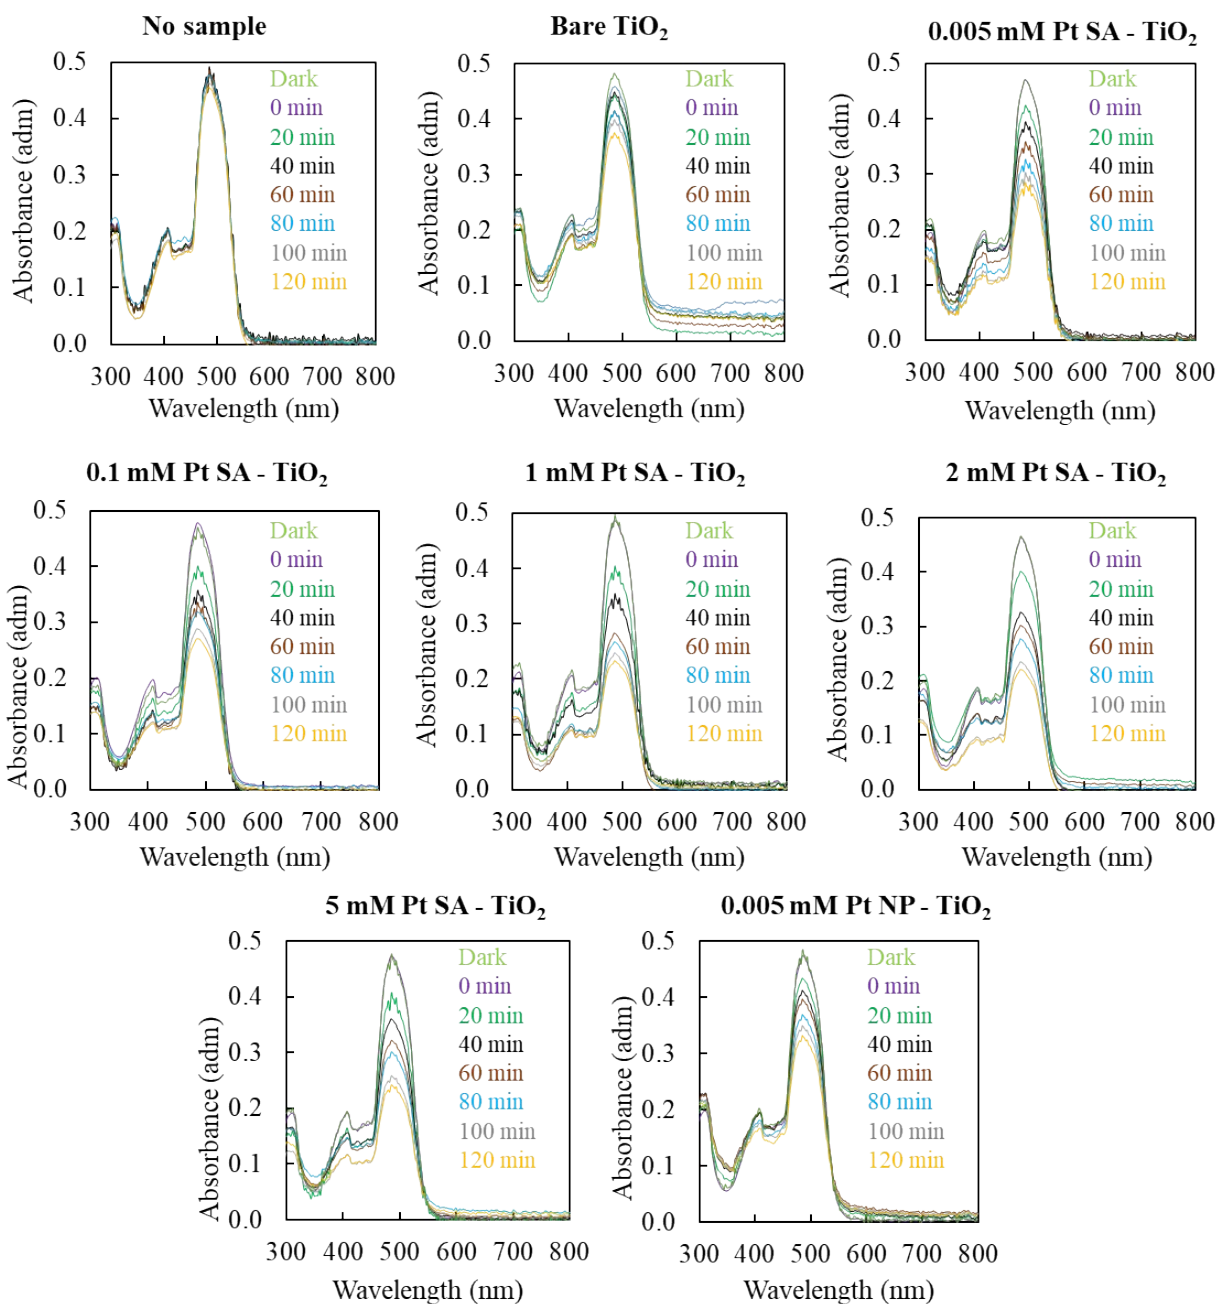 No sample
Absorbance (adm)
0.5
0.4
0.3
0.2
0.1
0.0
Dark
0 min
20 min
40 min
60 min
80 min
100 min
120 min
300 400 500 600 700 800
Wavelength (nm)
Bare TiO₂
Absorbance (adm)
0.5
0.4
0.3
0.2
0.1
0.0
Dark
0 min
20 min
40 min
60 min
80 min
100 min
120 min
300 400 500 600 700 800
Wavelength (nm)
0.005 mM Pt SA - TiO₂
Absorbance (adm)
0.5
0.4
0.3
0.2
0.1
0.0
Dark
0 min
20 min
40 min
60 min
80 min
100 min
120 min
300 400 500 600 700 800
Wavelength (nm)
0.1 mM Pt SA - TiO₂
Absorbance (adm)
0.5
0.4
0.3
0.2
0.1
0.0
Dark
0 min
20 min
40 min
60 min
80 min
100 min
120 min
300 400 500 600 700 800
Wavelength (nm)
1 mM Pt SA - TiO₂
Absorbance (adm)
0.5
0.4
0.3
0.2
0.1
0.0
Dark
0 min
20 min
40 min
60 min
80 min
100 min
120 min
300 400 500 600 700 800
Wavelength (nm)
2 mM Pt SA - TiO₂
Absorbance (adm)
0.5
0.4
0.3
0.2
0.1
0.0
Dark
0 min
20 min
40 min
60 min
80 min
100 min
120 min
300 400 500 600 700 800
Wavelength (nm)
5 mM Pt SA - TiO₂
Absorbance (adm)
0.5
0.4
0.3
0.2
0.1
0.0
Dark
0 min
20 min
40 min
60 min
80 min
100 min
120 min
300 400 500 600 700 800
Wavelength (nm)
0.005 mM Pt NP - TiO₂
Absorbance (adm)
0.5
0.4
0.3
0.2
0.1
0.0
Dark
0 min
20 min
40 min
60 min
80 min
100 min
120 min
300 400 500 600 700 800
Wavelength (nm)